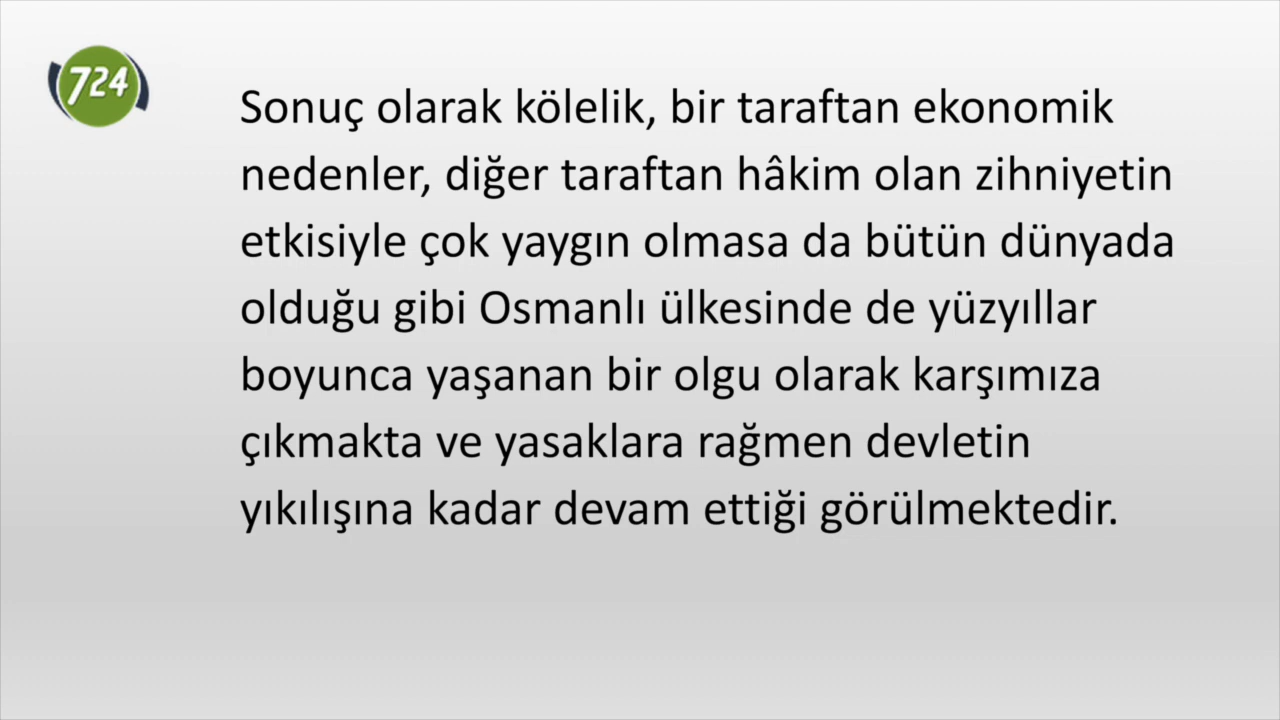 724
Sonuç olarak kölelik, bir taraftan ekonomik
nedenler, diğer taraftan hâkim olan zihniyetin
etkisiyle çok yaygın olmasa da bütün dünyada
olduğu gibi Osmanlı ülkesinde de yüzyıllar
boyunca yaşanan bir olgu olarak karşımıza
çıkmakta ve yasaklara rağmen devletin
yıkılışına kadar devam ettiği görülmektedir.